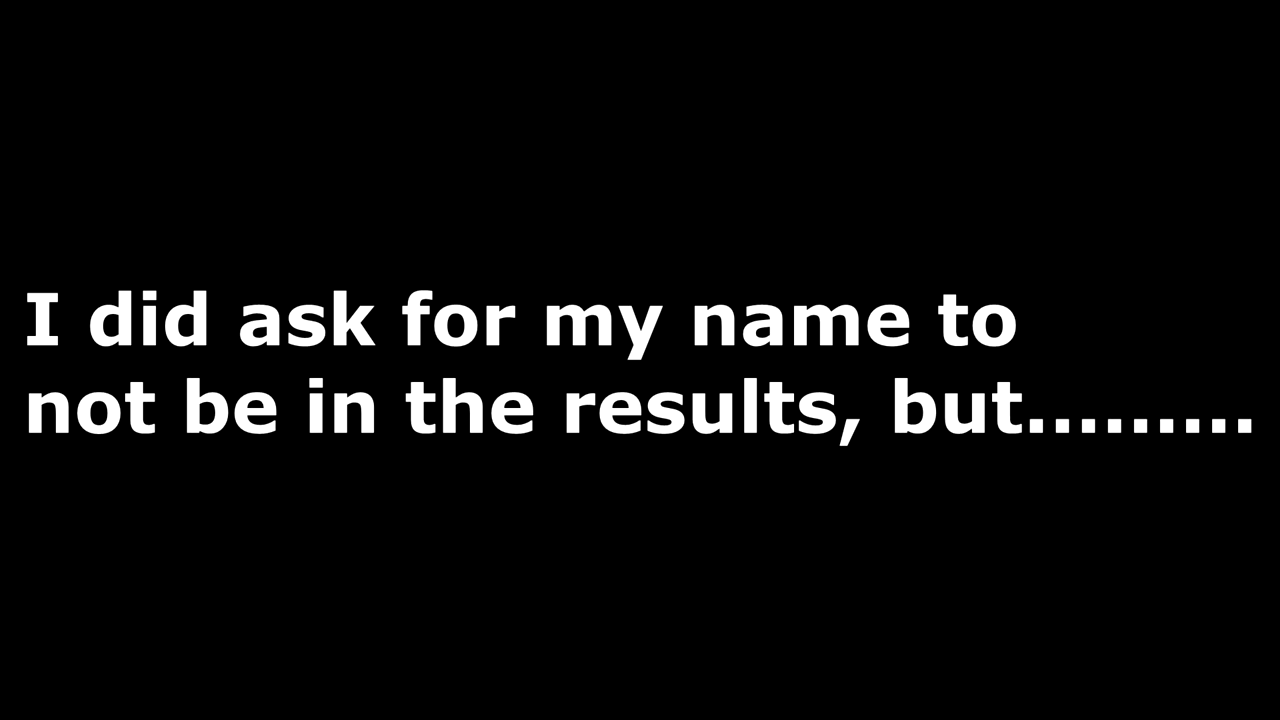 I did ask for my name to
not be in the results, but.........